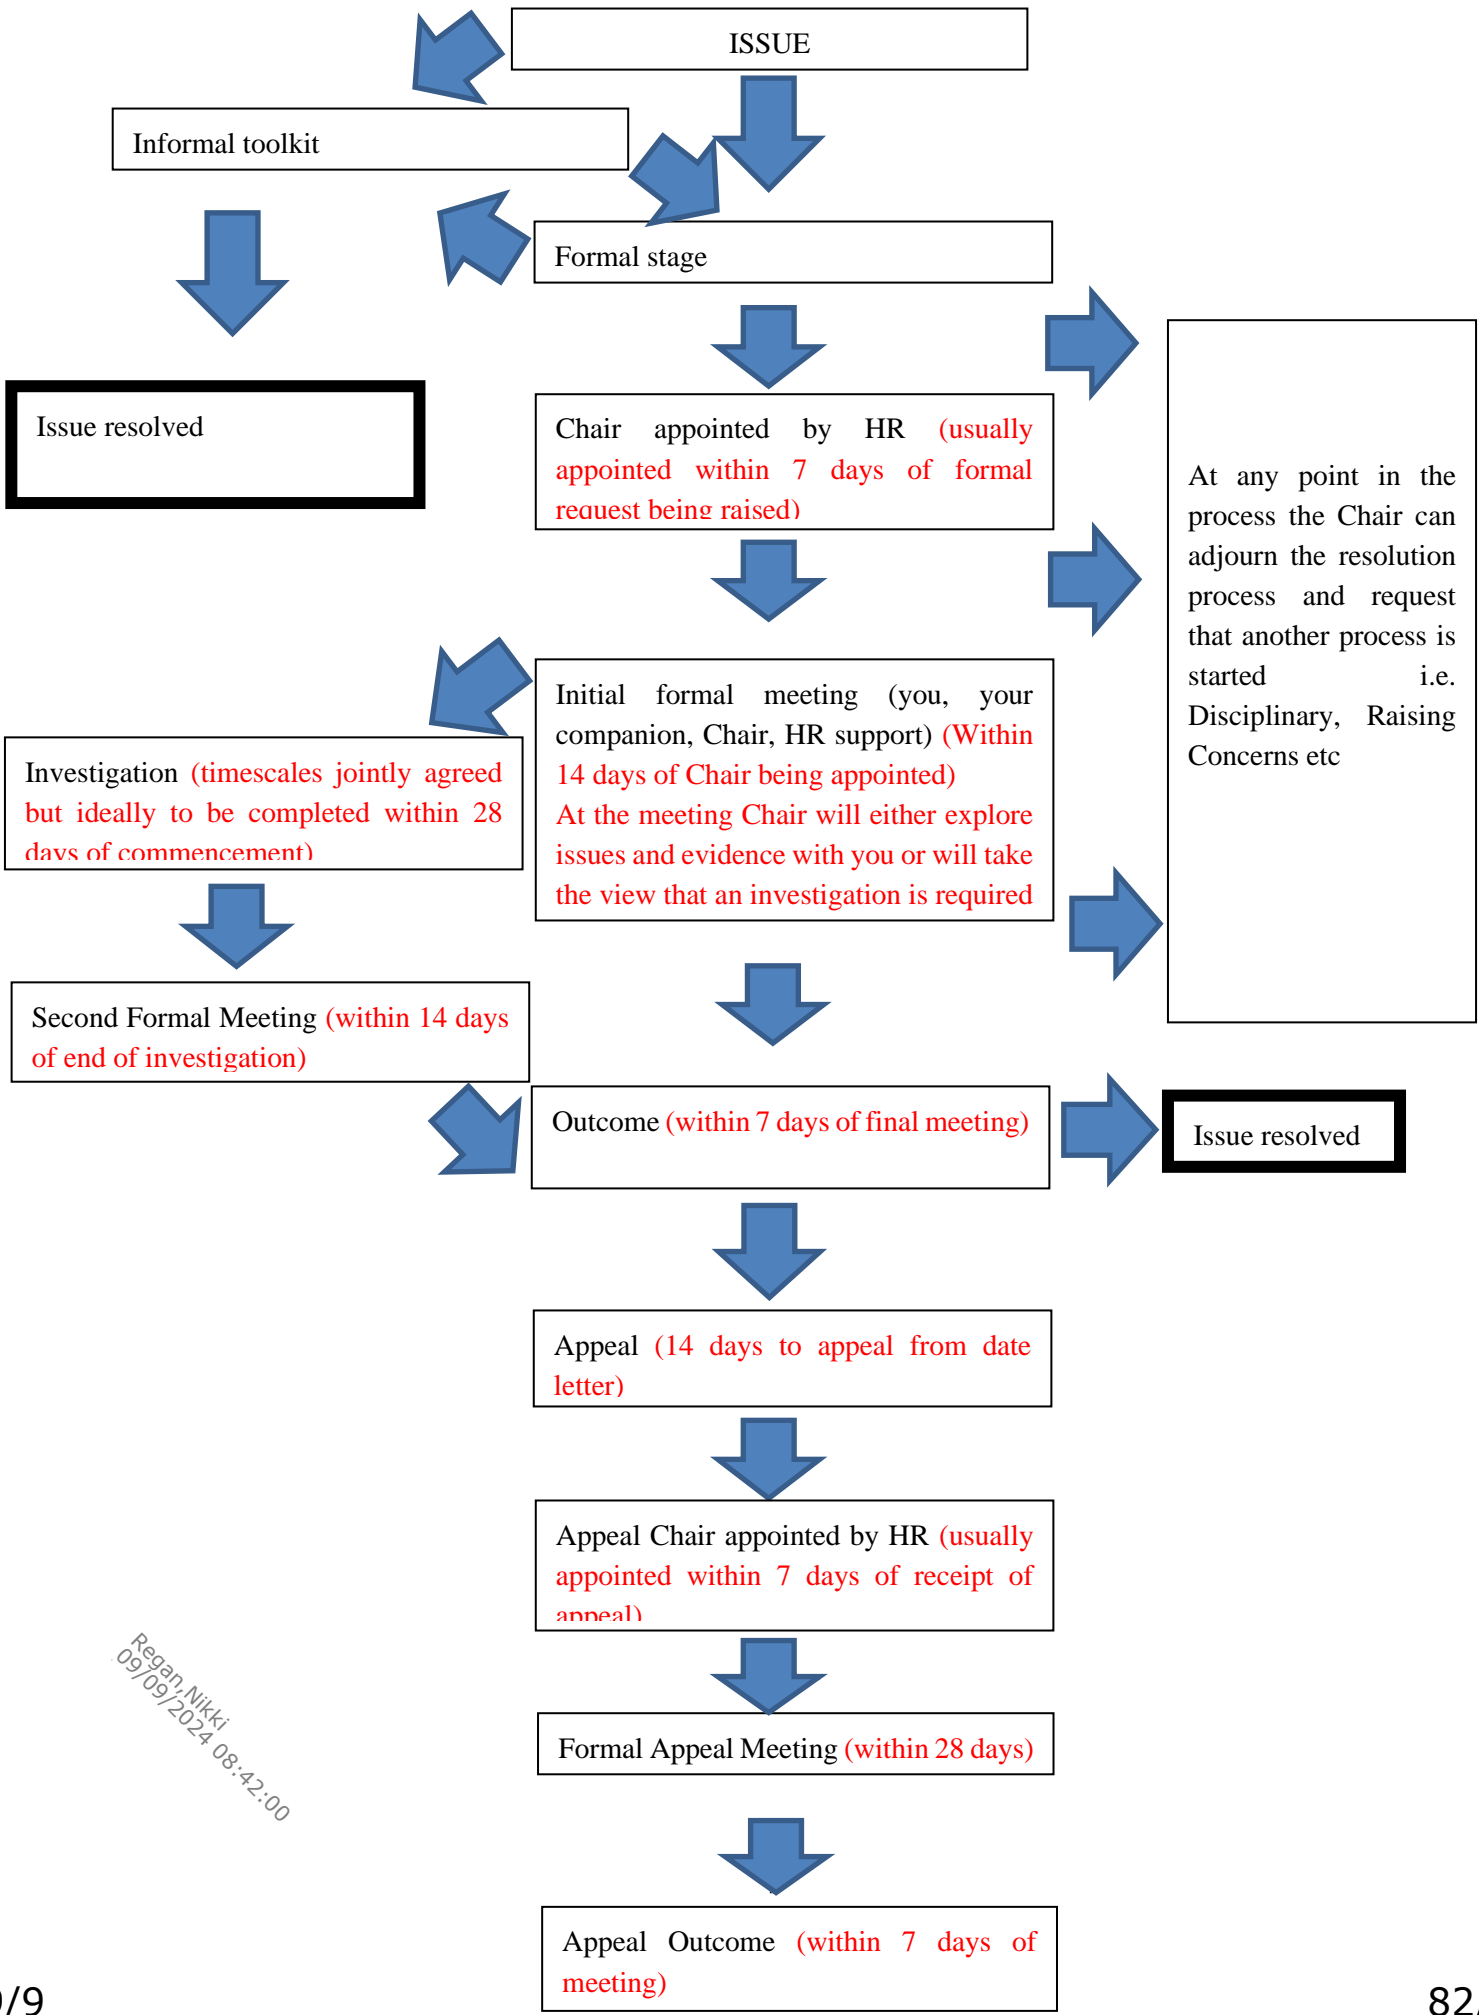 ISSUE
Informal toolkit
Formal stage
Issue resolved
Chair appointed by HR (usually
appointed within 7 days of formal
request being raised)
At any point in the
process the Chair can
adjourn the resolution
process and request
that another process is
started i.e.
Disciplinary, Raising
Concerns etc
Initial formal meeting (you, your
companion, Chair, HR support) (Within
14 days of Chair being appointed)
At the meeting Chair will either explore
issues and evidence with you or will take
the view that an investigation is required
Investigation (timescales jointly agreed
but ideally to be completed within 28
days of commencement)
Second Formal Meeting (within 14 days
of end of investigation)
Outcome (within 7 days of final meeting)
Issue resolved
Appeal (14 days to appeal from date
letter)
Appeal Chair appointed by HR (usually
appointed within 7 days of receipt of
appeal)
Regan,Nikki
09/09/2024 08:42:00
Formal Appeal Meeting (within 28 days)
Appeal Outcome (within 7 days of
meeting)
/9
82